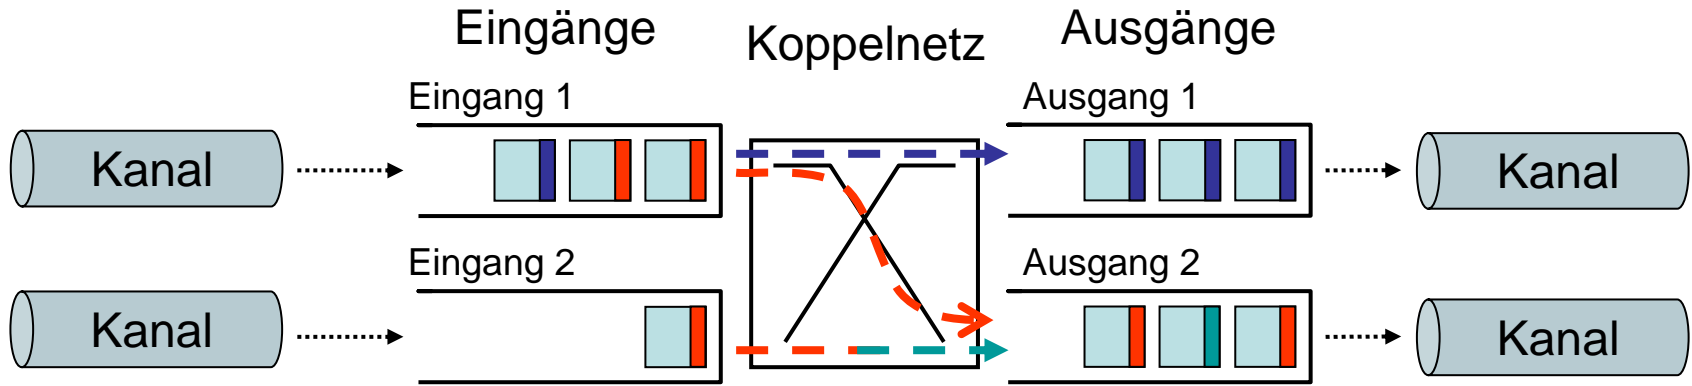 Eingänge
Koppelnetz
Ausgänge
Eingang 1
Ausgang 1
Kanal
Kanal
Eingang 2
Ausgang 2
Kanal
Kanal